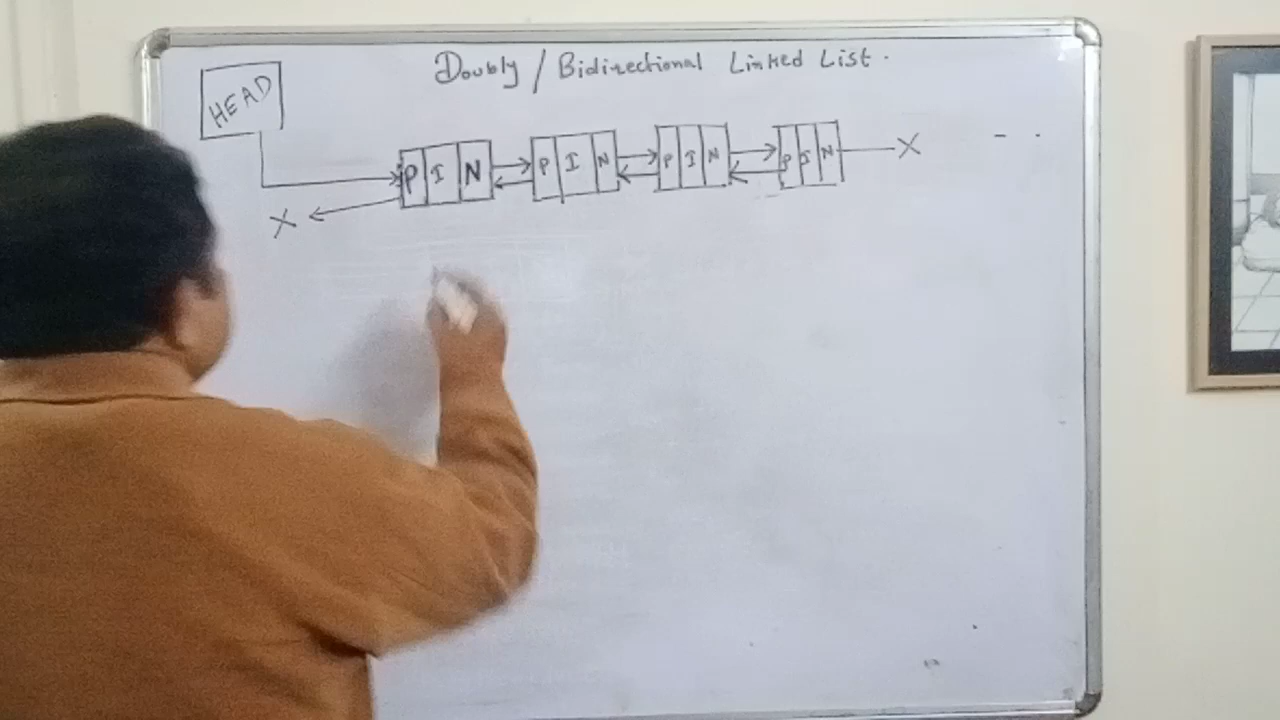 Doubly / Bidirectional Linked List.
HEAD
P I N P I N P I N P I N X
X